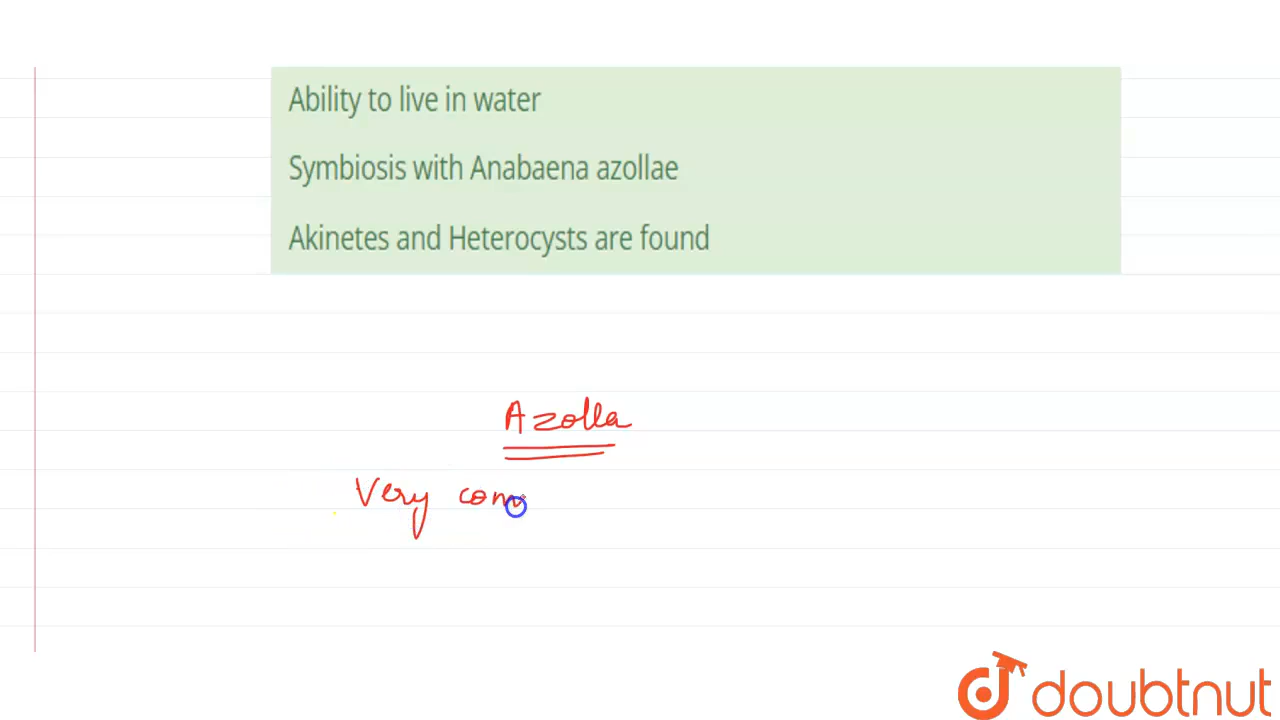 Ability to live in water
Symbiosis with Anabaena azollae
Akinetes and Heterocysts are found
Azolla
Very com
doubtnut